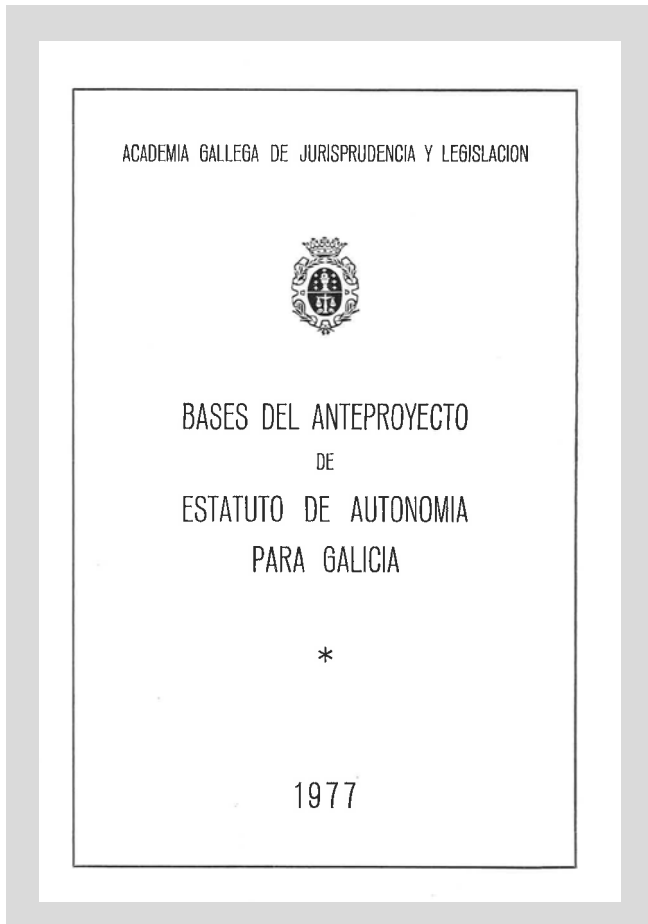 ACADEMIA GALLEGA DE JURISPRUDENCIA Y LEGISLACION
BASES DEL ANTEPROYECTO
DE
ESTATUTO DE AUTONOMIA
PARA GALICIA
*
1977